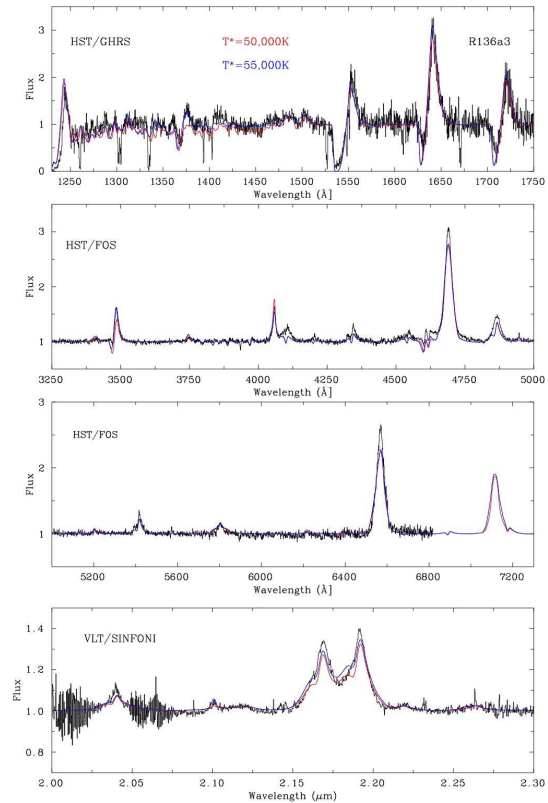 HST/GHRS
T*=50,000K
R136a3
T*=55,000K
Flux
3
2
1
0
1250 1300 1350 1400 1450 1500 1550 1600 1650 1700 1750
Wavelength [Å]
HST/FOS
Flux
3
2
1
3250 3500 3750 4000 4250 4500 4750 5000
Wavelength [Å]
HST/FOS
Flux
3
2
1
5200 5600 6000 6400 6800 7200
Wavelength [Å]
VLT/SINFONI
Flux
1.4
1.2
1.0
0.8
2.00 2.05 2.10 2.15 2.20 2.25 2.30
Wavelength (μm)